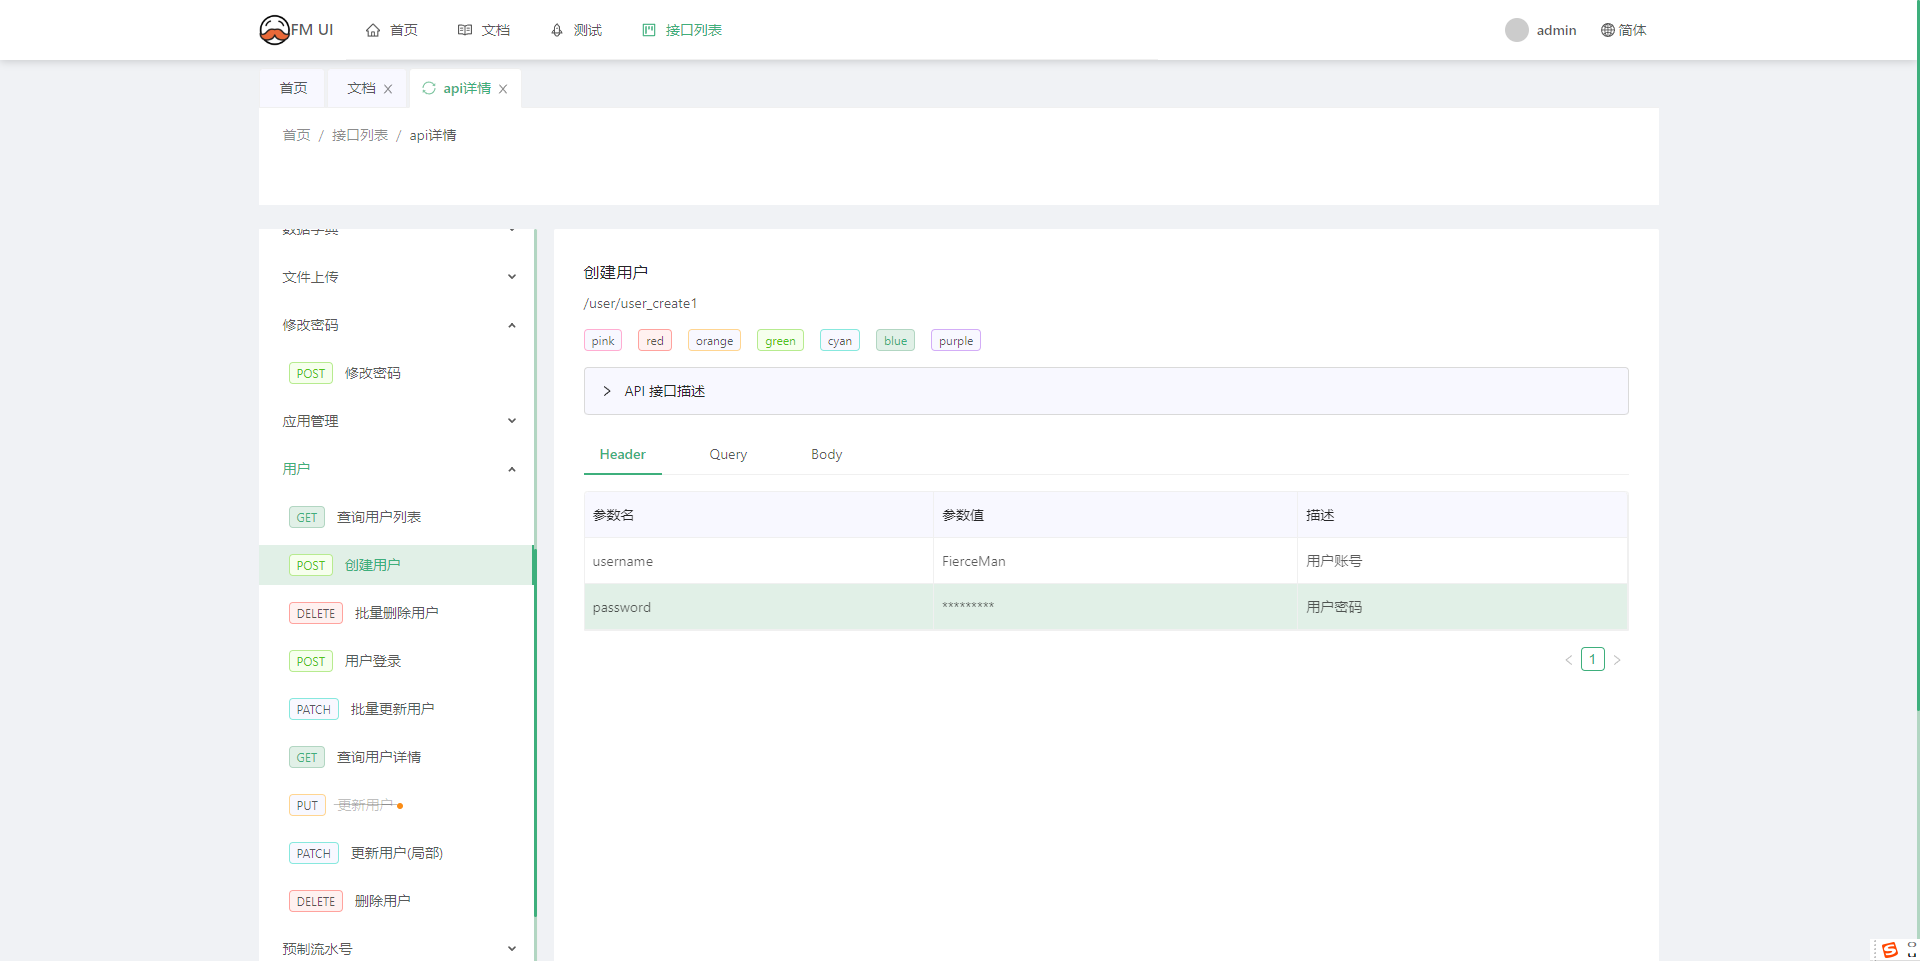 FM UI 首页 文档 测试 接口列表 admin 简体
首页 文档 api详情
首页 / 接口列表 / api详情
数据字典
文件上传
修改密码
POST 修改密码
应用管理
用户
GET 查询用户列表
POST 创建用户
DELETE 批量删除用户
POST 用户登录
PATCH 批量更新用户
GET 查询用户详情
PUT 更新用户
PATCH 更新用户(局部)
DELETE 删除用户
预制流水号
创建用户
/user/user_create1
pink red orange green cyan blue purple
API 接口描述
Header Query Body
参数名 参数值 描述
username FierceMan 用户账号
password ********* 用户密码
1